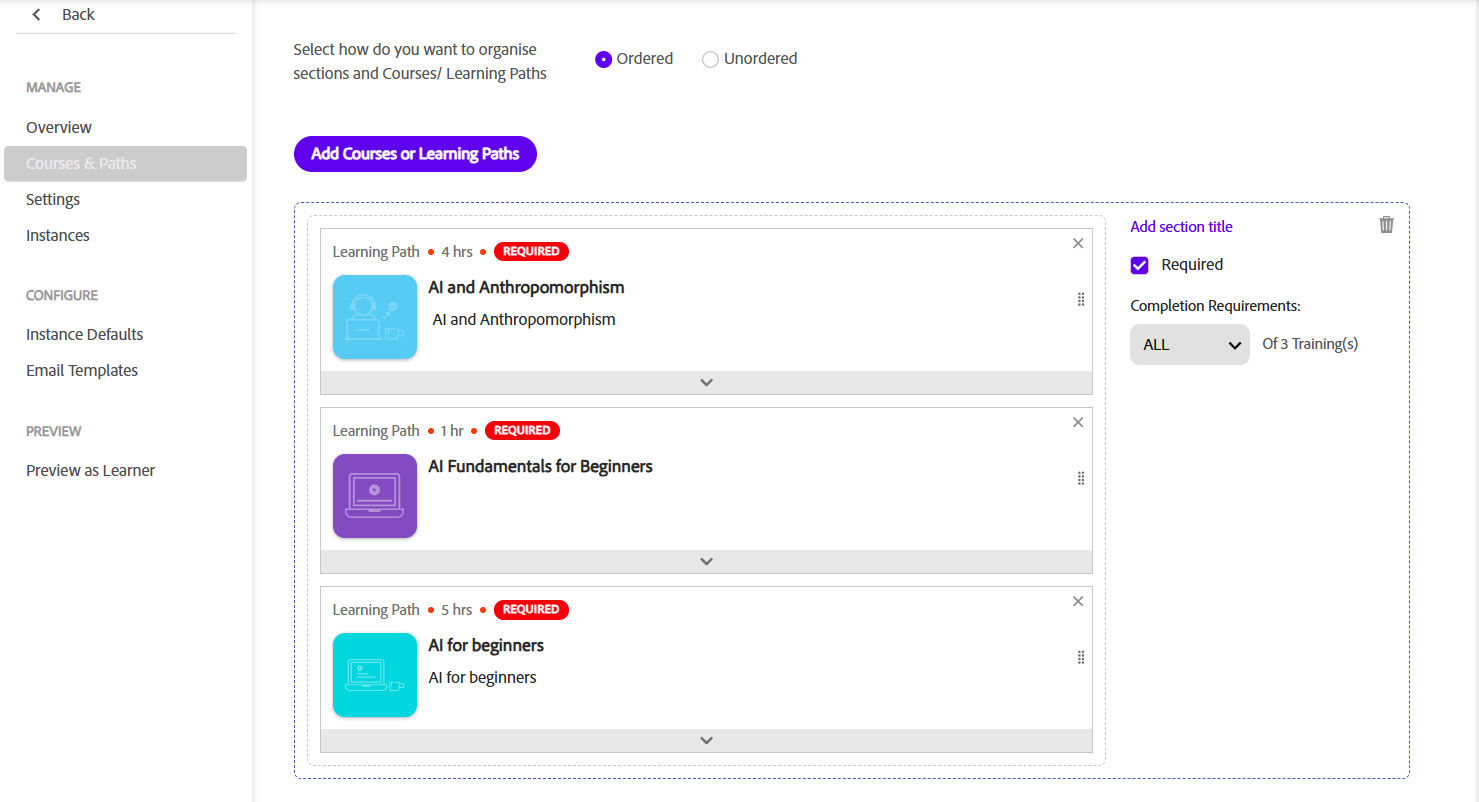 Back
MANAGE
Overview
Courses & Paths
Settings
Instances
CONFIGURE
Instance Defaults
Email Templates
PREVIEW
Preview as Learner
Select how do you want to organise
sections and Courses/ Learning Paths
Ordered
Unordered
Add Courses or Learning Paths
Learning Path • 4 hrs • REQUIRED
AI and Anthropomorphism
AI and Anthropomorphism
Learning Path • 1 hr • REQUIRED
AI Fundamentals for Beginners
Learning Path • 5 hrs • REQUIRED
AI for beginners
AI for beginners
Add section title
Required
Completion Requirements:
ALL
Of 3 Training(s)